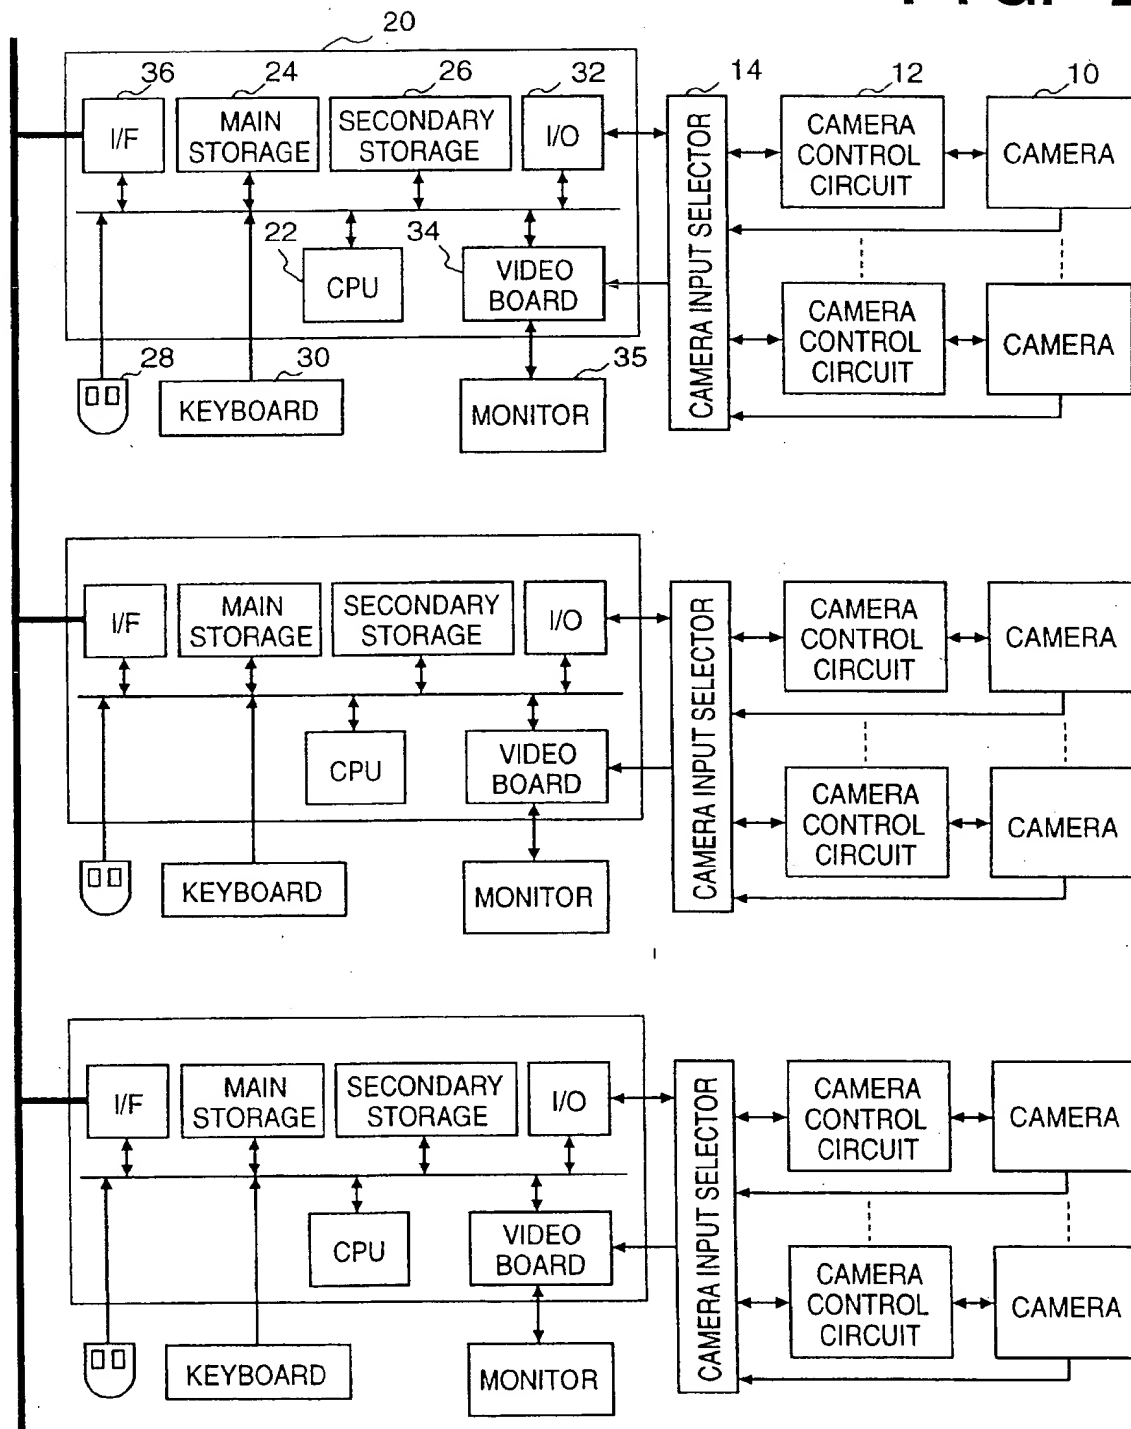 20
36
24
26
32
14
12
10
I/F
MAIN
STORAGE
SECONDARY
STORAGE
I/O
CAMERA INPUT SELECTOR
CAMERA
CONTROL
CIRCUIT
CAMERA
22
CPU
34
VIDEO
BOARD
CAMERA
CONTROL
CIRCUIT
CAMERA
28
30
KEYBOARD
35
MONITOR
I/F
MAIN
STORAGE
SECONDARY
STORAGE
I/O
CAMERA INPUT SELECTOR
CAMERA
CONTROL
CIRCUIT
CAMERA
CPU
VIDEO
BOARD
CAMERA
CONTROL
CIRCUIT
CAMERA
KEYBOARD
MONITOR
I/F
MAIN
STORAGE
SECONDARY
STORAGE
I/O
CAMERA INPUT SELECTOR
CAMERA
CONTROL
CIRCUIT
CAMERA
CPU
VIDEO
BOARD
CAMERA
CONTROL
CIRCUIT
CAMERA
KEYBOARD
MONITOR